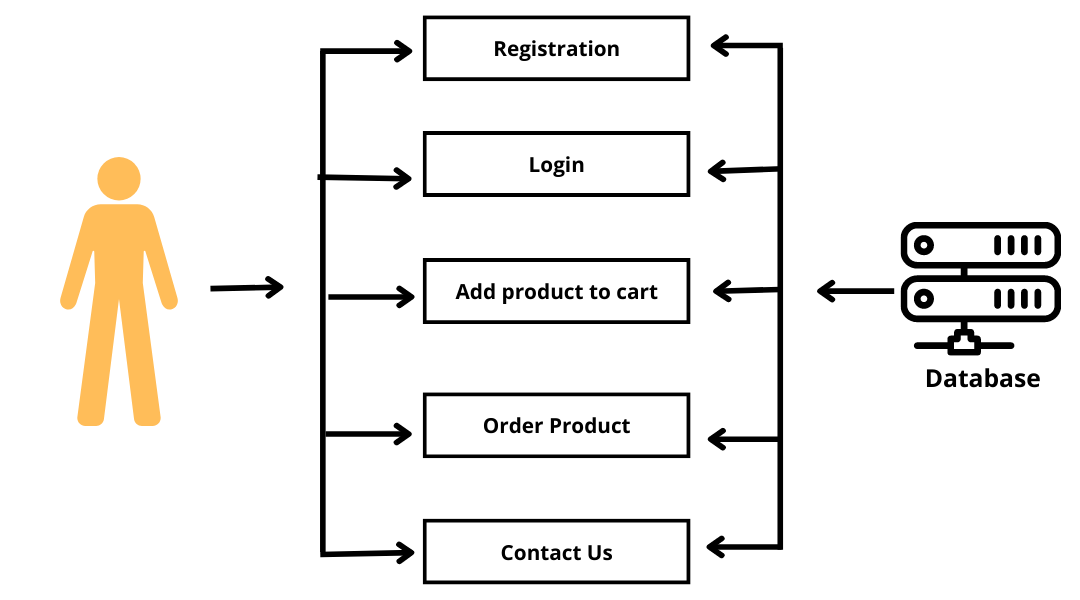 Registration
Login
Add product to cart
Order Product
Contact Us
Database